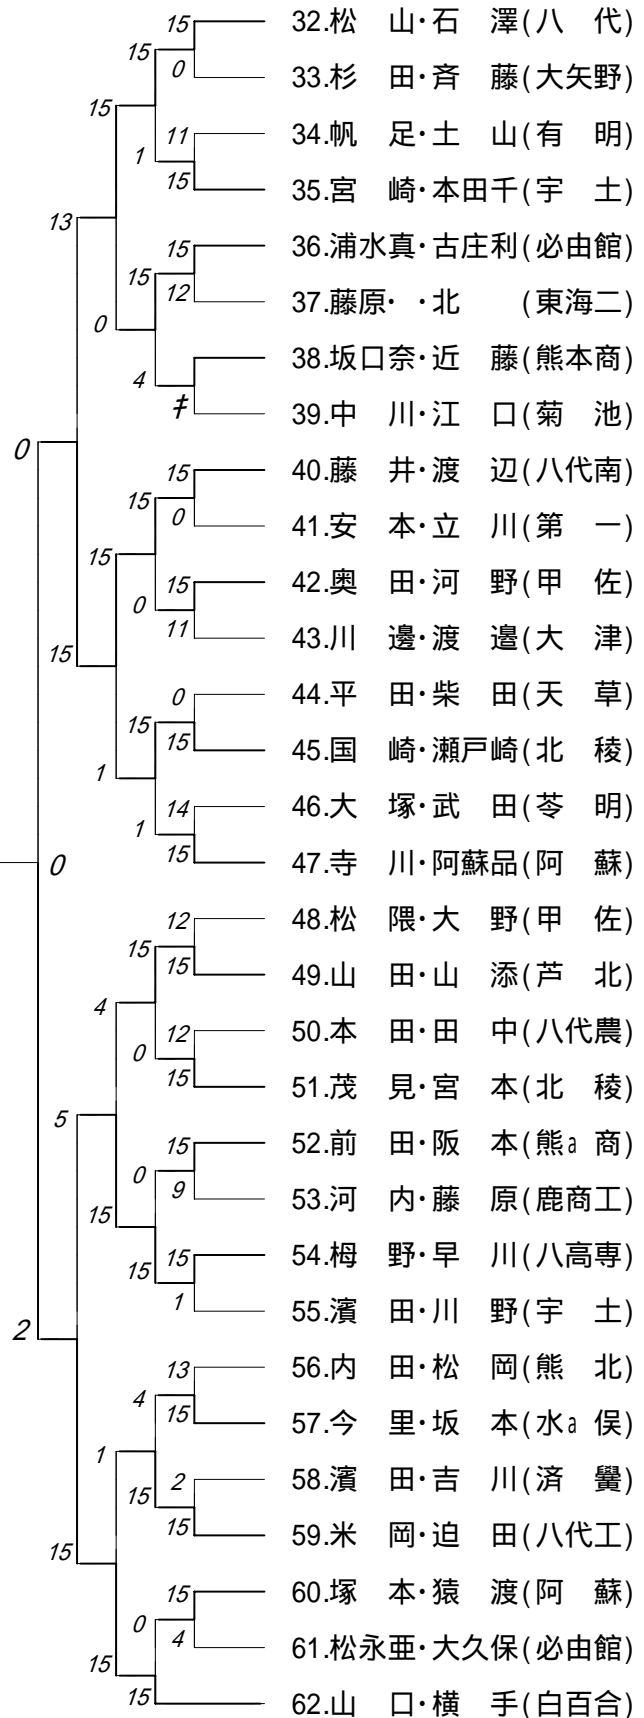 15
32.松 山・石 澤(八 代)
15
0
33.杉 田・斉 藤(大矢野)
15
11
34.帆 足・土 山(有 明)
1
15
35.宮 崎・本田千(宇 土)
13
15
36.浦水真・古庄利(必由館)
15
12
37.藤原・・北 (東海二)
0
38.坂口奈・近 藤(熊本商)
4
キ
39.中 川・江 口(菊 池)
0
15
40.藤 井・渡 辺(八代南)
15
0
41.安 本・立 川(第 一)
15
15
42.奥 田・河 野(甲 佐)
0
11
43.川 邊・渡 邉(大 津)
15
0
44.平 田・柴 田(天 草)
15
15
45.国 崎・瀬戸崎(北 稜)
1
14
46.大 塚・武 田(苓 明)
1
15
47.寺 川・阿蘇品(阿 蘇)
0
12
48.松 隈・大 野(甲 佐)
15
15
49.山 田・山 添(芦 北)
4
12
50.本 田・田 中(八代農)
0
15
51.茂 見・宮 本(北 稜)
5
15
52.前 田・阪 本(熊a 商)
0
9
53.河 内・藤 原(鹿商工)
15
15
54.栂 野・早 川(八高専)
15
1
55.濱 田・川 野(宇 土)
2
13
56.内 田・松 岡(熊 北)
4
15
57.今 里・坂 本(水a 俣)
1
2
58.濱 田・吉 川(済 黌)
15
15
59.米 岡・迫 田(八代工)
15
15
60.塚 本・猿 渡(阿 蘇)
0
4
61.松永亜・大久保(必由館)
15
15
62.山 口・横 手(白百合)